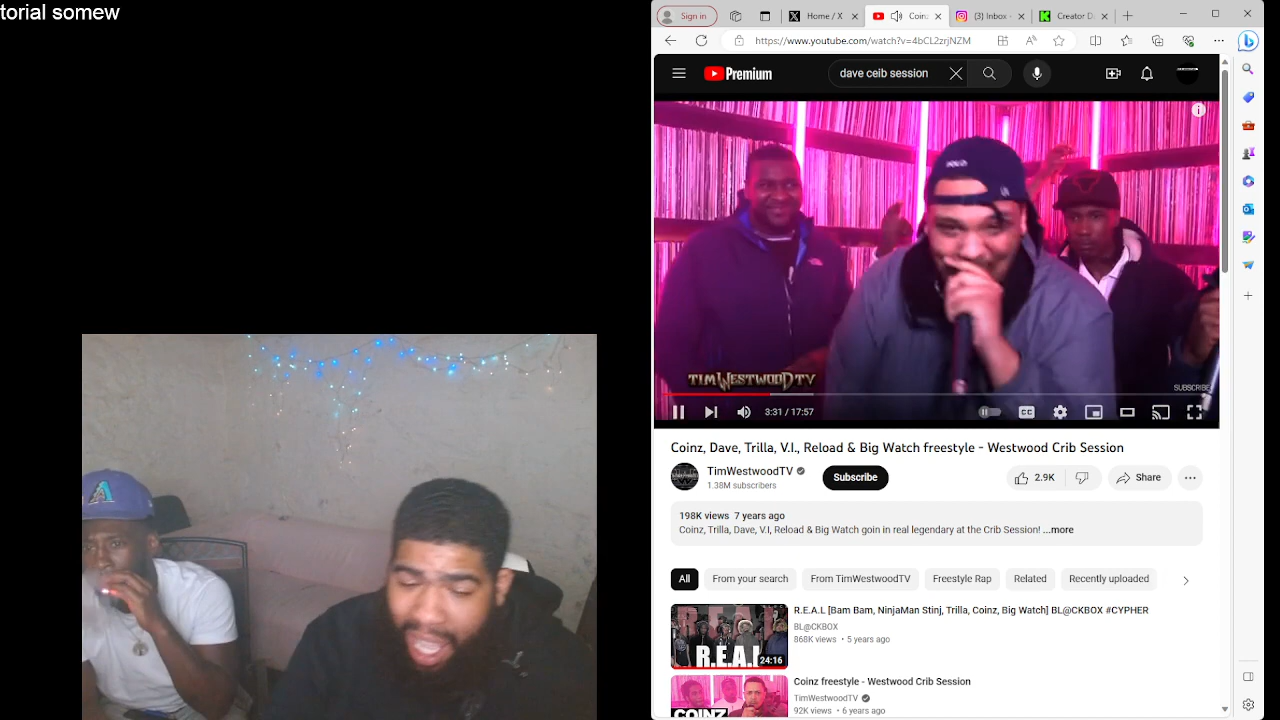 torial somew
Sign in
Home / X
Coinz
(3) Inbox
Creator D
https://www.youtube.com/watch?v=4bCL2zrjNZM
Premium
dave ceib session
TIMWESTWOODTV
SUBSCRIBE
3:31 / 17:57
CC
Coinz, Dave, Trilla, V.I., Reload & Big Watch freestyle - Westwood Crib Session
TimWestwoodTV
1.38M subscribers
Subscribe
2.9K
Share
198K views 7 years ago
Coinz, Trilla, Dave, V.I, Reload & Big Watch goin in real legendary at the Crib Session! ...more
All
From your search
From TimWestwoodTV
Freestyle Rap
Related
Recently uploaded
R.E.A.L
24:16
R.E.A.L [Bam Bam, NinjaMan Stinj, Trilla, Coinz, Big Watch] BL@CKBOX #CYPHER
BL@CKBOX
868K views • 5 years ago
COINZ
Coinz freestyle - Westwood Crib Session
TimWestwoodTV
92K views • 6 years ago